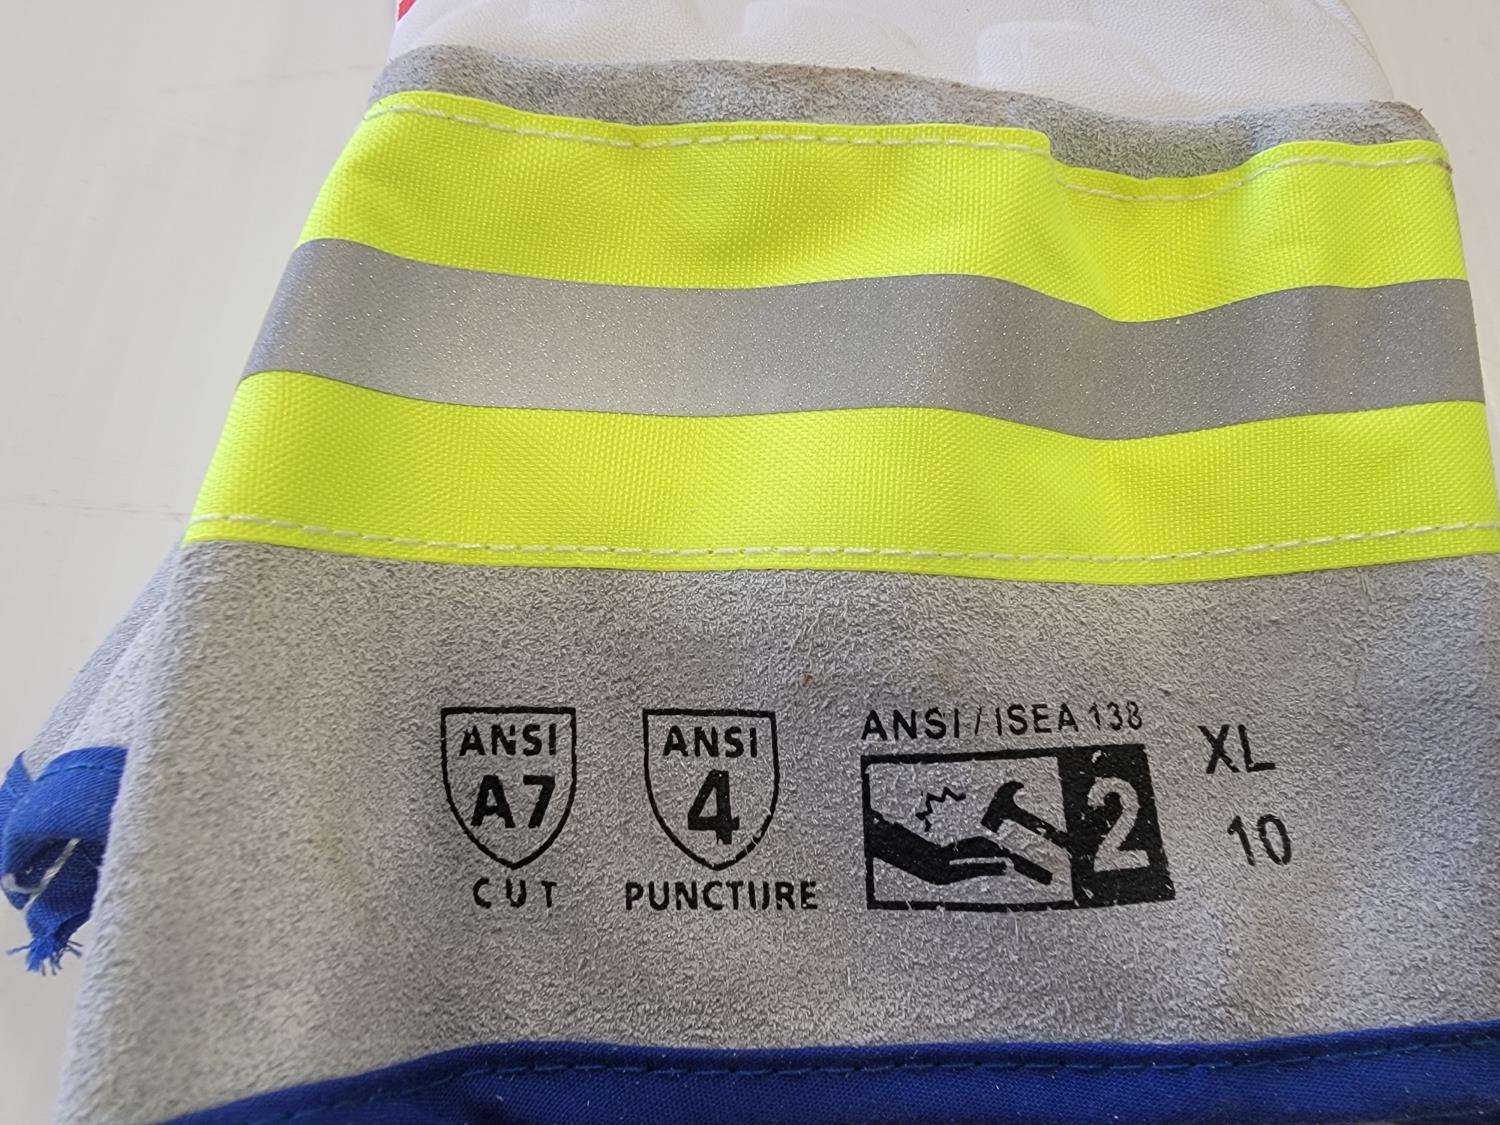 ANSI
A7
CUT
ANSI
4
PUNCTURE
ANSI/ISEA 138
2
XL
10